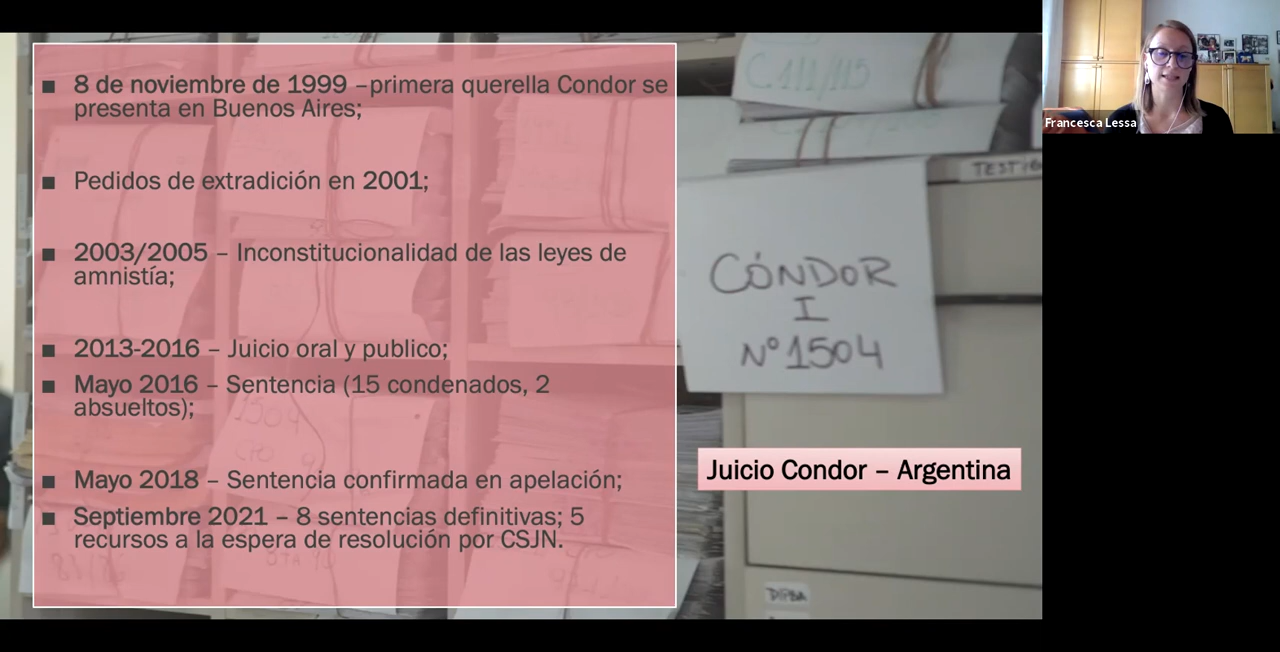 8 de noviembre de 1999 –primera querella Condor se
presenta en Buenos Aires;
Pedidos de extradición en 2001;
2003/2005 – Inconstitucionalidad de las leyes de
amnistía;
2013-2016 – Juicio oral y publico;
Mayo 2016 – Sentencia (15 condenados, 2
absueltos);
Mayo 2018 – Sentencia confirmada en apelación;
Septiembre 2021 – 8 sentencias definitivas; 5
recursos a la espera de resolución por CSJN.
CÓNDOR
I
Nº1504
Juicio Condor – Argentina
DIPBA
Francesca Lessa